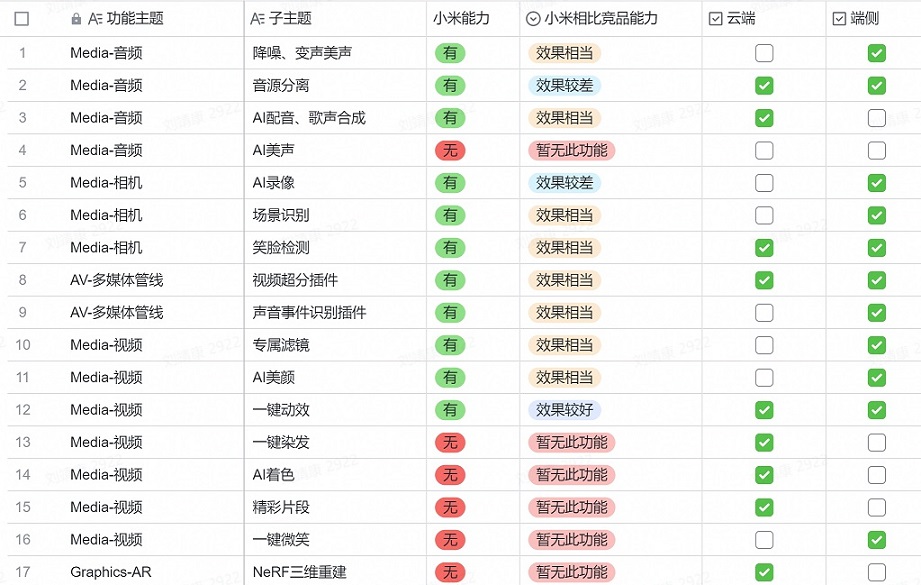 功能主题 子主题 小米能力 小米相比竞品能力 云端 端侧
1 Media-音频 降噪、变声美声 有 效果相当
2 Media-音频 音源分离 有 效果较差
3 Media-音频 AI配音、歌声合成 有 效果相当
4 Media-音频 AI美声 无 暂无此功能
5 Media-相机 AI录像 有 效果较差
6 Media-相机 场景识别 有 效果相当
7 Media-相机 笑脸检测 有 效果相当
8 AV-多媒体管线 视频超分插件 有 效果相当
9 AV-多媒体管线 声音事件识别插件 有 效果相当
10 Media-视频 专属滤镜 有 效果相当
11 Media-视频 AI美颜 有 效果相当
12 Media-视频 一键动效 有 效果较好
13 Media-视频 一键染发 无 暂无此功能
14 Media-视频 AI着色 无 暂无此功能
15 Media-视频 精彩片段 无 暂无此功能
16 Media-视频 一键微笑 无 暂无此功能
17 Graphics-AR NeRF三维重建 无 暂无此功能